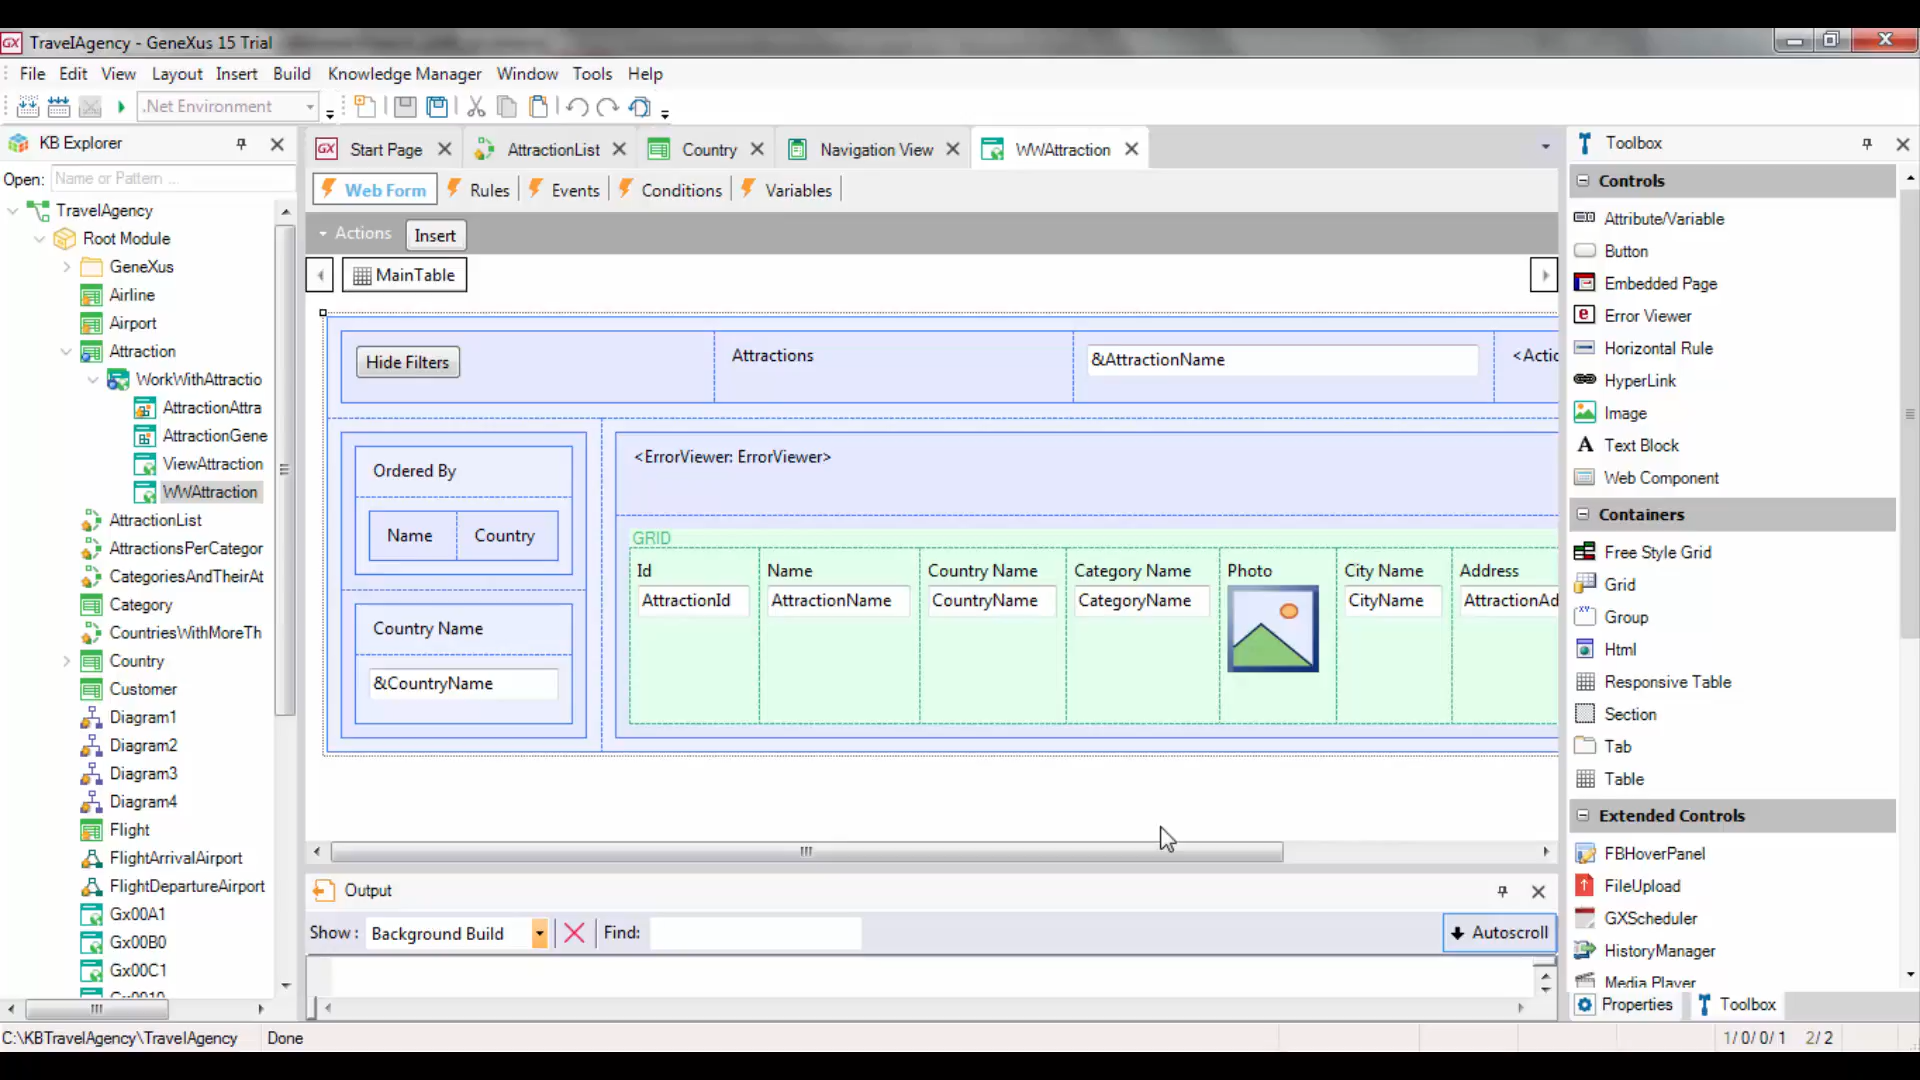 TravelAgency - GeneXus 15 Trial
File Edit View Layout Insert Build Knowledge Manager Window Tools Help
.Net Environment
KB Explorer
Open: Name or Pattern ...
TravelAgency
Root Module
GeneXus
Airline
Airport
Attraction
WorkWithAttractio
AttractionAttra
AttractionGene
ViewAttraction
WWAttraction
AttractionList
AttractionsPerCategor
CategoriesAndTheirAt
Category
CountriesWithMoreTh
Country
Customer
Diagram1
Diagram2
Diagram3
Diagram4
Flight
FlightArrivalAirport
FlightDepartureAirport
Gx00A1
Gx00B0
Gx00C1
Start Page AttractionList Country Navigation View WWAttraction
Web Form Rules Events Conditions Variables
Actions Insert
MainTable
Hide Filters Attractions &AttractionName <Actio
Ordered By
Name Country
Country Name
&CountryName
<ErrorViewer: ErrorViewer>
GRID
Id Name Country Name Category Name Photo City Name Address
AttractionId AttractionName CountryName CategoryName CityName AttractionAd
Output
Show: Background Build Find: Autoscroll
Toolbox
Controls
Attribute/Variable
Button
Embedded Page
Error Viewer
Horizontal Rule
HyperLink
Image
Text Block
Web Component
Containers
Free Style Grid
Grid
Group
Html
Responsive Table
Section
Tab
Table
Extended Controls
FBHoverPanel
FileUpload
GXScheduler
HistoryManager
Media Player
Properties Toolbox
C:\KBTravelAgency\TravelAgency Done 1/0/0/1 2/2